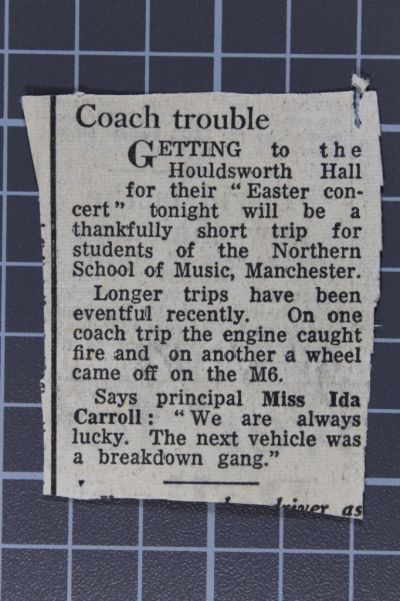 Coach trouble
GETTING to the
Houldsworth Hall
for their "Easter con-
cert" tonight will be a
thankfully short trip for
students of the Northern
School of Music, Manchester.
Longer trips have been
eventful recently. On one
coach trip the engine caught
fire and on another a wheel
came off on the M6.
Says principal Miss Ida
Carroll: "We are always
lucky. The next vehicle was
a breakdown gang."
driver as